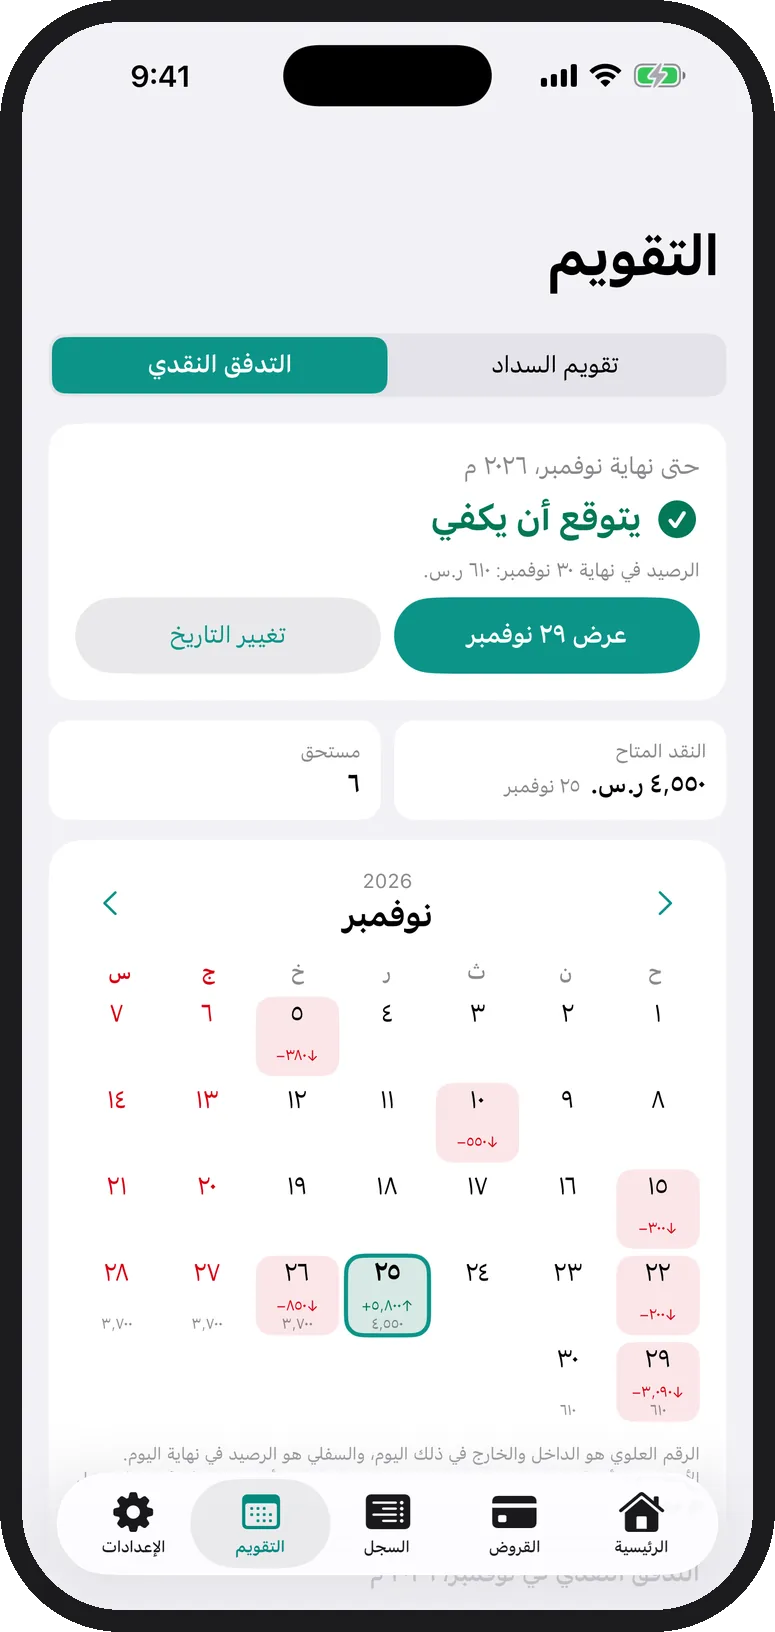 9:41
التقويم
تقويم السداد
التدفق النقدي
حتى نهاية نوفمبر، ٢٠٢٦ م
يتوقع أن يكفي
الرصيد في نهاية ٣٠ نوفمبر: ٦١٠ ر.س.
عرض ٢٩ نوفمبر
تغيير التاريخ
النقد المتاح
٤,٥٥٠ ر.س. ٢٥ نوفمبر
مستحق
٦
2026
نوفمبر
ح ن ث ر خ ج س
١ ٢ ٣ ٤ ٥ ٦ ٧
↓٣٨٠−
٨ ٩ ١٠ ١١ ١٢ ١٣ ١٤
↓٥٥٠−
١٥ ١٦ ١٧ ١٨ ١٩ ٢٠ ٢١
↓٣٠٠−
٢٢ ٢٣ ٢٤ ٢٥ ٢٦ ٢٧ ٢٨
↓٢٠٠− ↑٥,٨٠٠+ ↓٨٥٠−
٤,٥٥٠ ٣,٧٠٠ ٣,٧٠٠ ٣,٧٠٠
٢٩ ٣٠
↓٣,٠٩٠−
٦١٠ ٦١٠
الرقم العلوي هو الداخل والخارج في ذلك اليوم، والسفلي هو الرصيد في نهاية اليوم.
الرئيسية
القروض
السجل
التقويم
الإعدادات
التدفق النقدي في نوفمبر، ٢٠٢٦ م